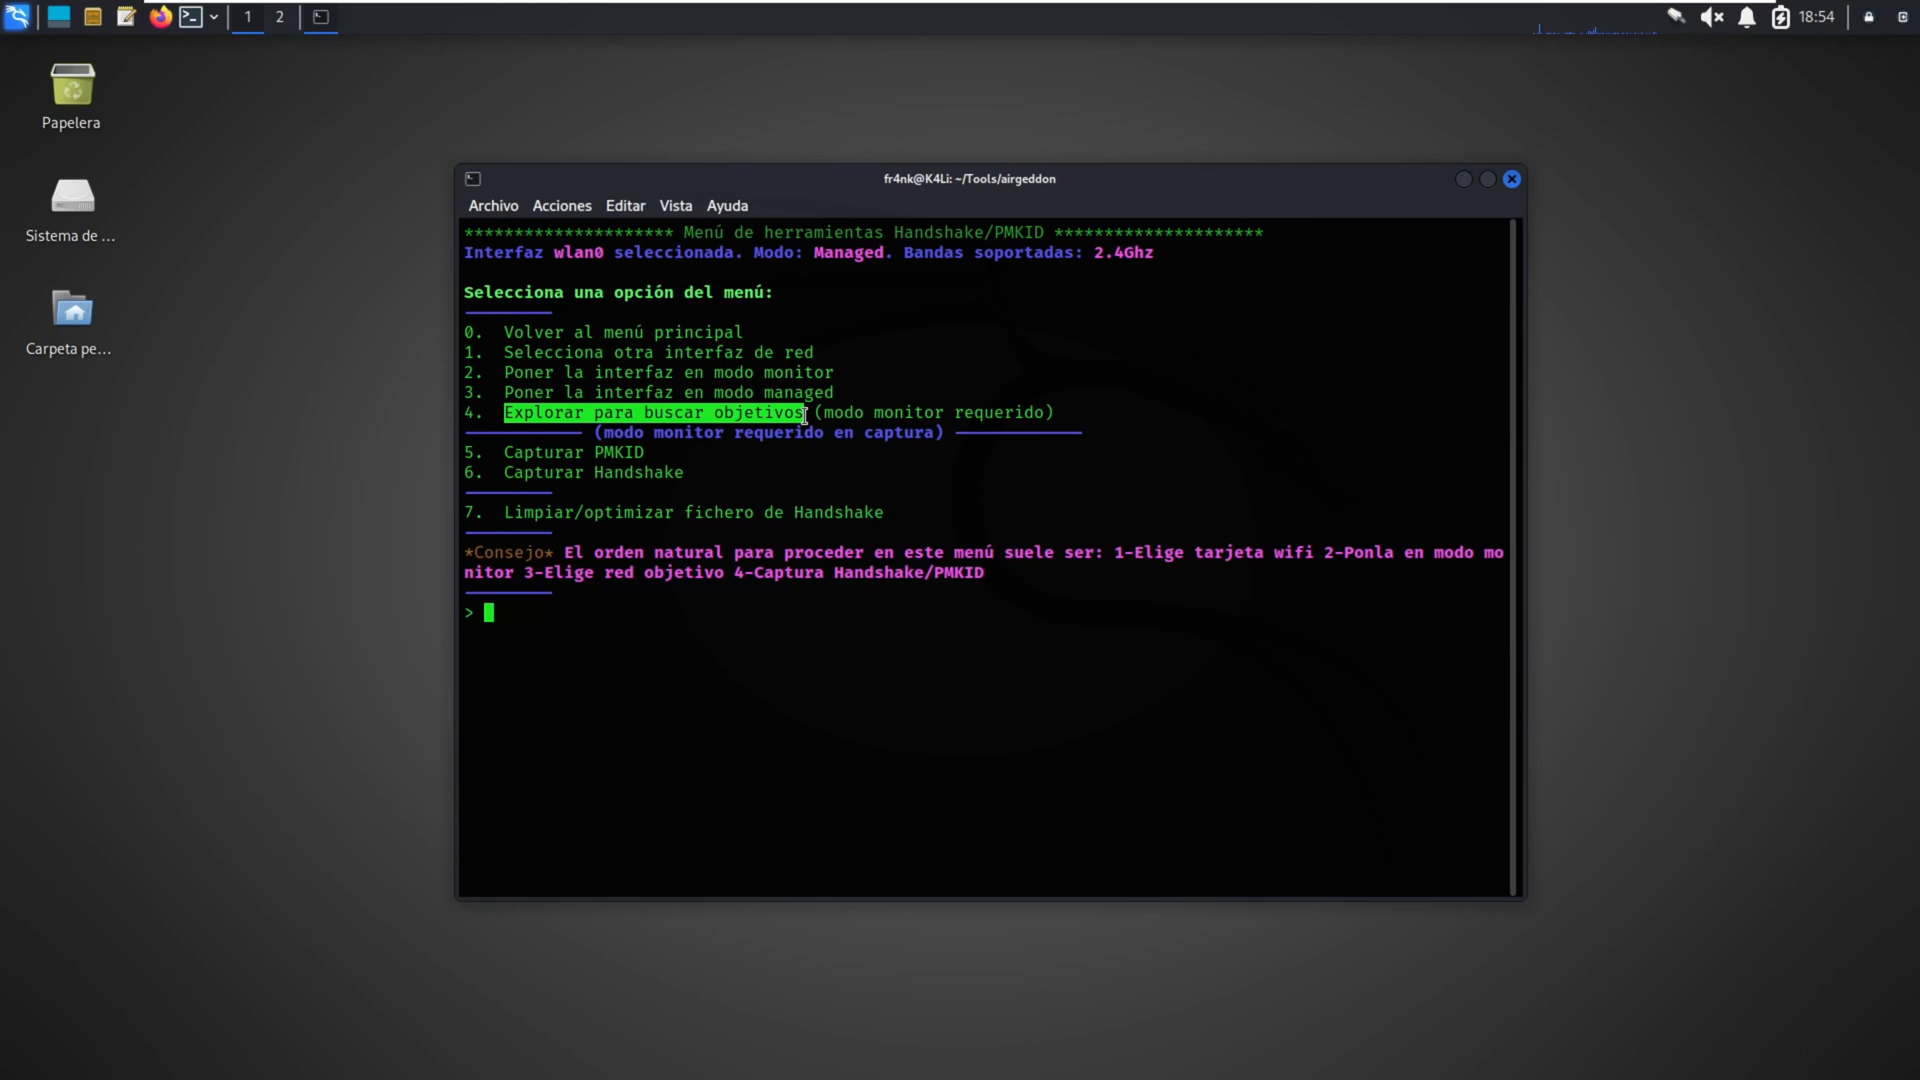 1 2 18:54
Papelera
Sistema de ...
Carpeta pe...
fr4nk@K4Li: ~/Tools/airgeddon
Archivo Acciones Editar Vista Ayuda
********************* Menú de herramientas Handshake/PMKID *********************
Interfaz wlan0 seleccionada. Modo: Managed. Bandas soportadas: 2.4Ghz
Selecciona una opción del menú:
0. Volver al menú principal
1. Selecciona otra interfaz de red
2. Poner la interfaz en modo monitor
3. Poner la interfaz en modo managed
4. Explorar para buscar objetivos (modo monitor requerido)
(modo monitor requerido en captura)
5. Capturar PMKID
6. Capturar Handshake
7. Limpiar/optimizar fichero de Handshake
*Consejo* El orden natural para proceder en este menú suele ser: 1-Elige tarjeta wifi 2-Ponla en modo mo
nitor 3-Elige red objetivo 4-Captura Handshake/PMKID
>